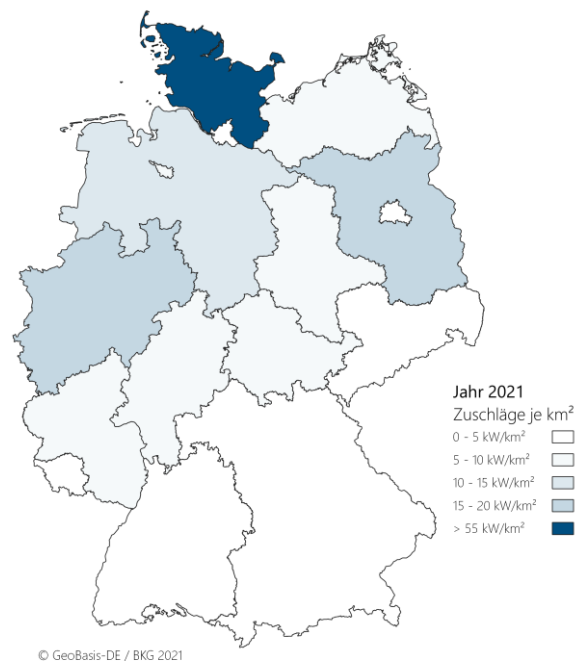 Jahr 2021
Zuschläge je km²
0 - 5 kW/km²
5 - 10 kW/km²
10 - 15 kW/km²
15 - 20 kW/km²
> 55 kW/km²
© GeoBasis-DE / BKG 2021